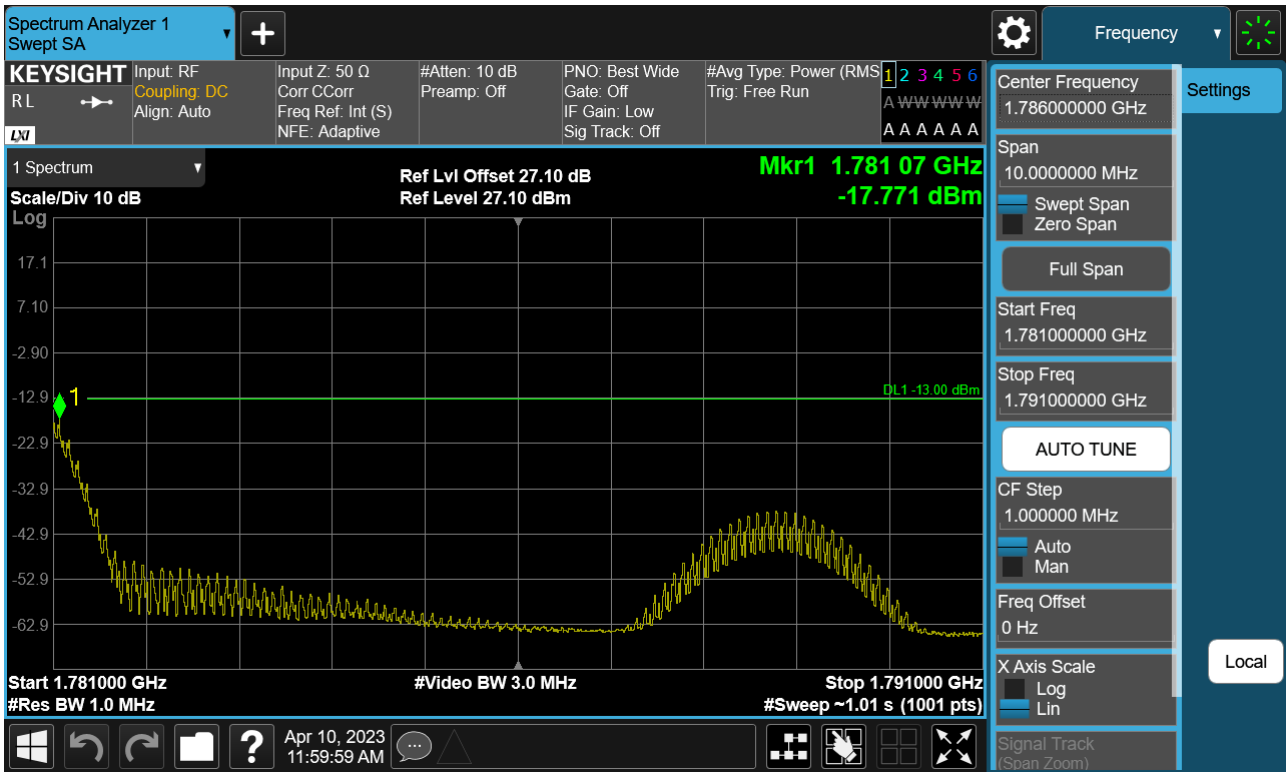 Spectrum Analyzer 1
Swept SA
+
Frequency
KEYSIGHT
R L
LXI
Input: RF
Coupling: DC
Align: Auto
Input Z: 50 Ω
Corr CCorr
Freq Ref: Int (S)
NFE: Adaptive
#Atten: 10 dB
Preamp: Off
PNO: Best Wide
Gate: Off
IF Gain: Low
Sig Track: Off
#Avg Type: Power (RMS
Trig: Free Run
1 2 3 4 5 6
A W W W W W
A A A A A A
1 Spectrum
Scale/Div 10 dB
Log
Ref Lvl Offset 27.10 dB
Ref Level 27.10 dBm
Mkr1 1.781 07 GHz
-17.771 dBm
17.1
7.10
-2.90
-12.9
-22.9
-32.9
-42.9
-52.9
-62.9
1
DL1 -13.00 dBm
Start 1.781000 GHz
#Res BW 1.0 MHz
#Video BW 3.0 MHz
Stop 1.791000 GHz
#Sweep ~1.01 s (1001 pts)
?
Apr 10, 2023
11:59:59 AM
Center Frequency
1.786000000 GHz
Span
10.0000000 MHz
Swept Span
Zero Span
Full Span
Start Freq
1.781000000 GHz
Stop Freq
1.791000000 GHz
AUTO TUNE
CF Step
1.000000 MHz
Auto
Man
Freq Offset
0 Hz
X Axis Scale
Log
Lin
Signal Track
(Span Zoom)
Settings
Local